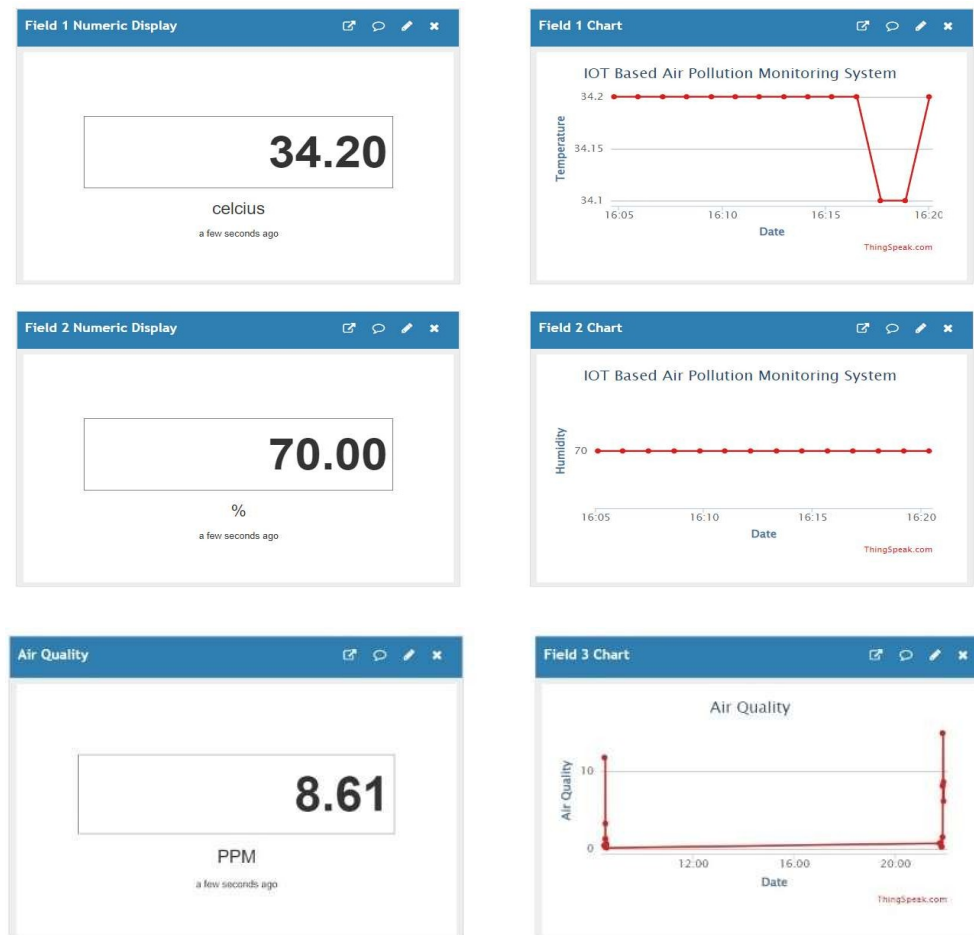 Field 1 Numeric Display
34.20
celcius
a few seconds ago
Field 1 Chart
IOT Based Air Pollution Monitoring System
Temperature
34.2
34.15
34.1
16:05 16:10 16:15 16:20
Date
ThingSpeak.com
Field 2 Numeric Display
70.00
%
a few seconds ago
Field 2 Chart
IOT Based Air Pollution Monitoring System
Humidity
70
16:05 16:10 16:15 16:20
Date
ThingSpeak.com
Air Quality
8.61
PPM
a few seconds ago
Field 3 Chart
Air Quality
Air Quality
10
0
12:00 16:00 20:00
Date
ThingSpeak.com